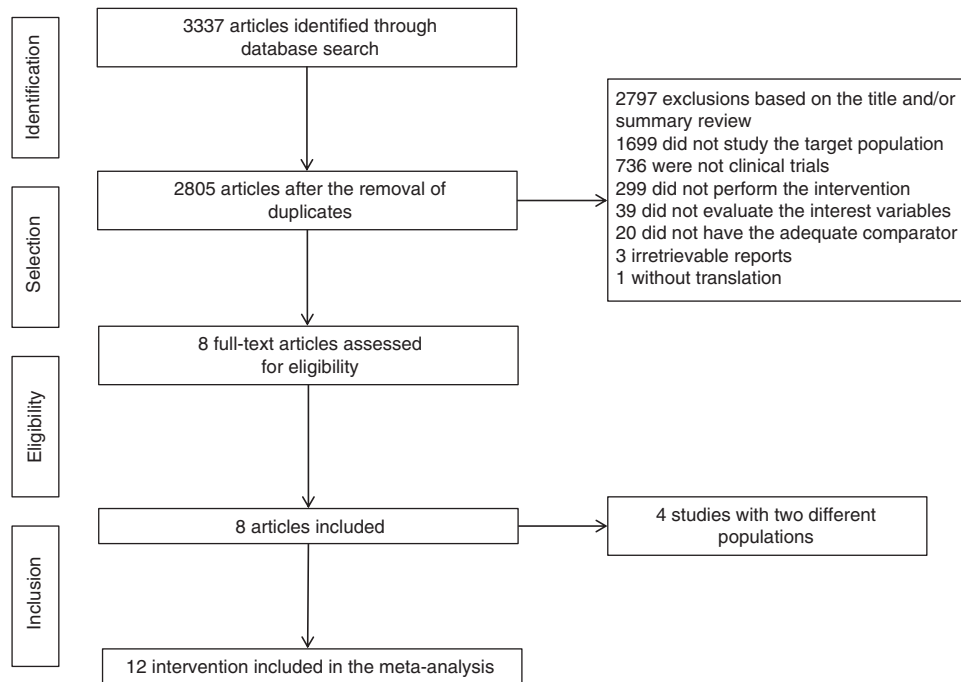 Identification
3337 articles identified through
database search
2797 exclusions based on the title and/or
summary review
1699 did not study the target population
736 were not clinical trials
299 did not perform the intervention
39 did not evaluate the interest variables
20 did not have the adequate comparator
3 irretrievable reports
1 without translation
Selection
2805 articles after the removal of
duplicates
8 full-text articles assessed
for eligibility
Eligibility
8 articles included
4 studies with two different
populations
Inclusion
12 intervention included in the meta-analysis